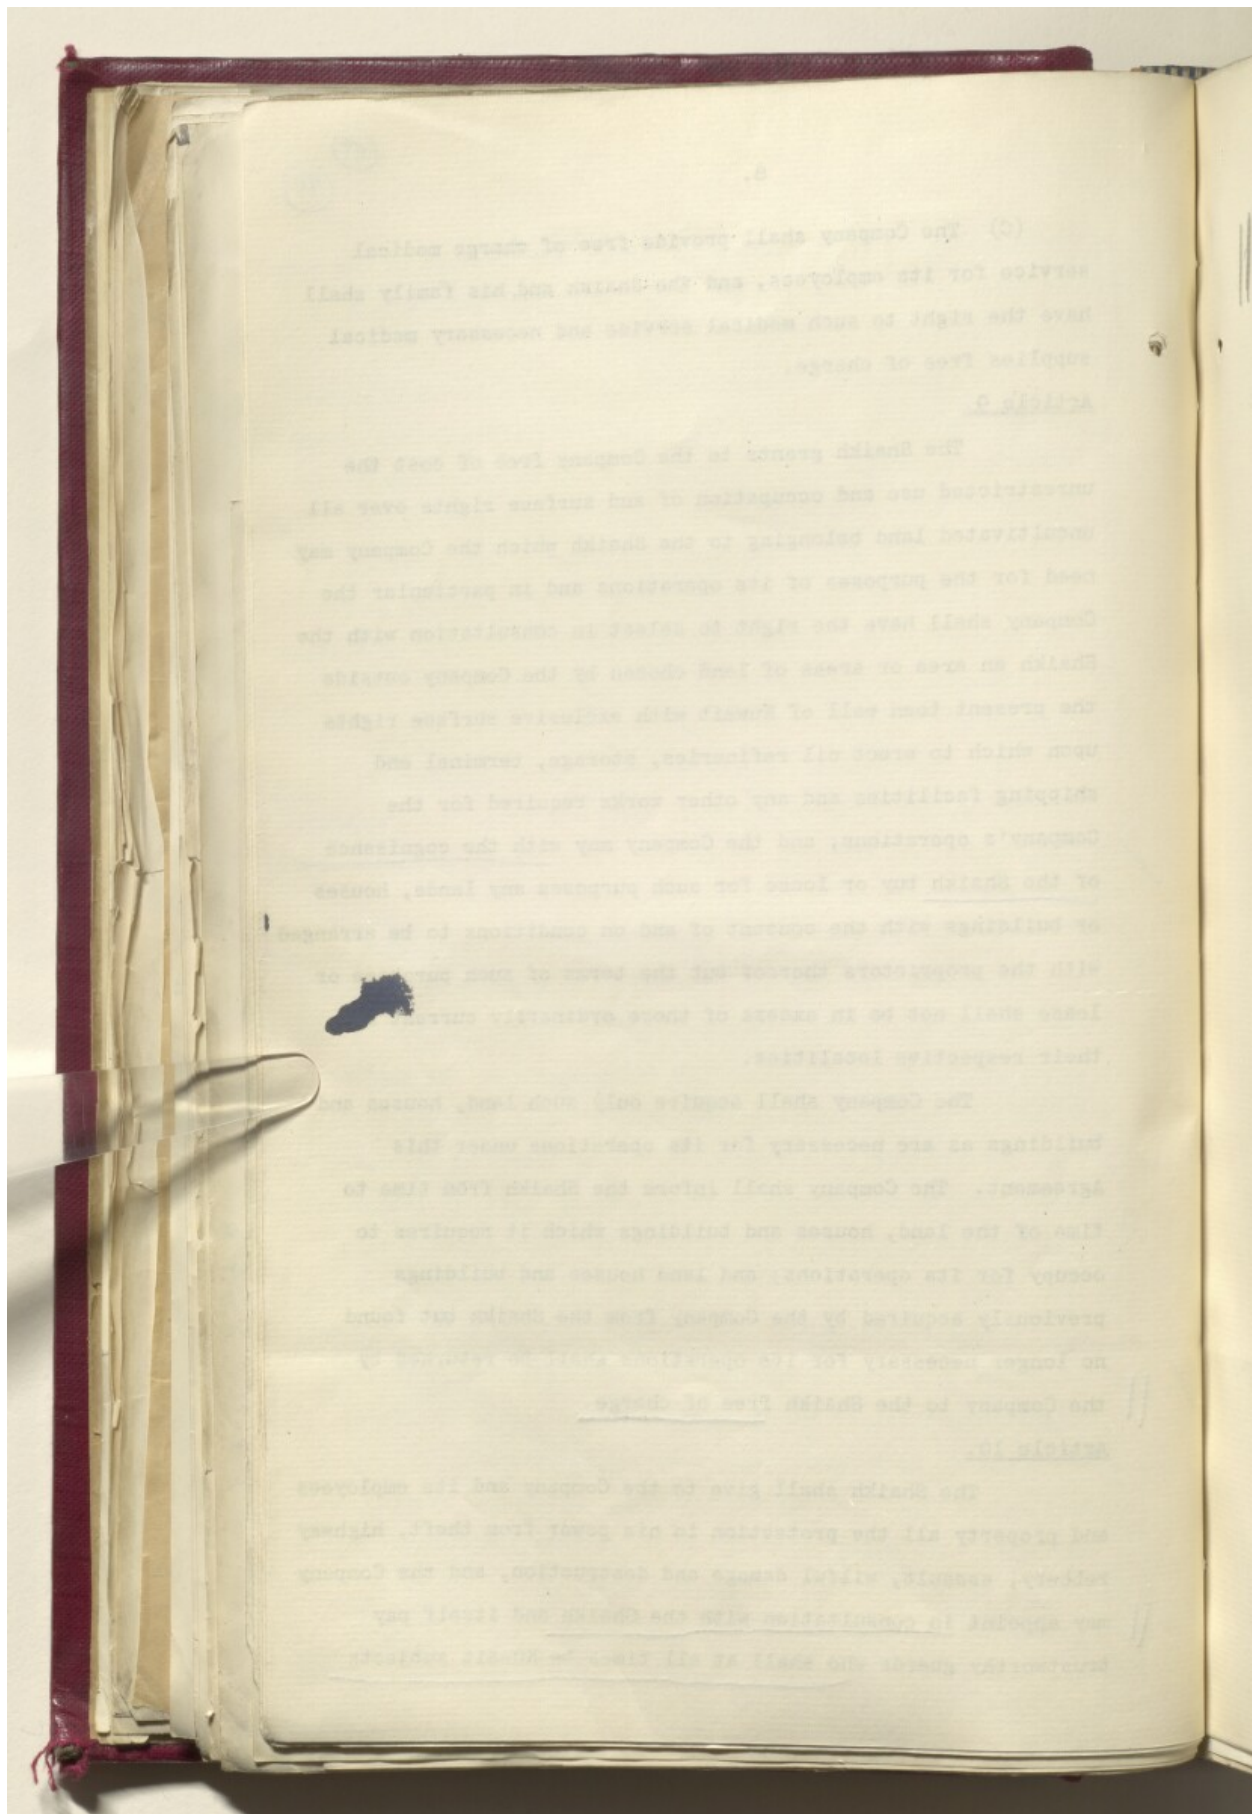 8.
(C) The Company shall provide free of charge medical
service for its employees, and the Shaikh and his family shall
have the right to such medical service and necessary medical
supplies free of charge.
Article 9.
The Shaikh grants to the Company free of cost the
unrestricted use and occupation of and surface rights over all
uncultivated land belonging to the Shaikh which the Company may
need for the purposes of its operations and in particular the
Company shall have the right to select in consultation with the
Shaikh an area or areas of land chosen by the Company outside
the present town wall of Kuwait with exclusive surface rights
upon which to erect oil refineries, storage, terminal and
shipping facilities and any other works required for the
Company's operations; and the Company may with the cognisance
of the Shaikh buy or lease for such purposes any lands, houses
or buildings with the consent of and on conditions to be arranged
with the proprietors thereof but the terms of such purchase or
lease shall not be in excess of those ordinarily current
their respective localities.
The Company shall acquire only such land, houses and
buildings as are necessary for its operations under this
Agreement. The Company shall inform the Shaikh from time to
time of the land, houses and buildings which it requires to
occupy for its operations; and land houses and buildings
previously acquired by the Company from the Shaikh but found
no longer necessary for its operations shall be returned by
the Company to the Shaikh free of charge.
Article 10.
The Shaikh shall give to the Company and its employees
and property all the protection in his power from theft, highway
robbery, assault, wilful damage and destruction, and the Company
may appoint in consultation with the Shaikh and itself pay
trustworthy guards who shall at all times be Kuwait subjects